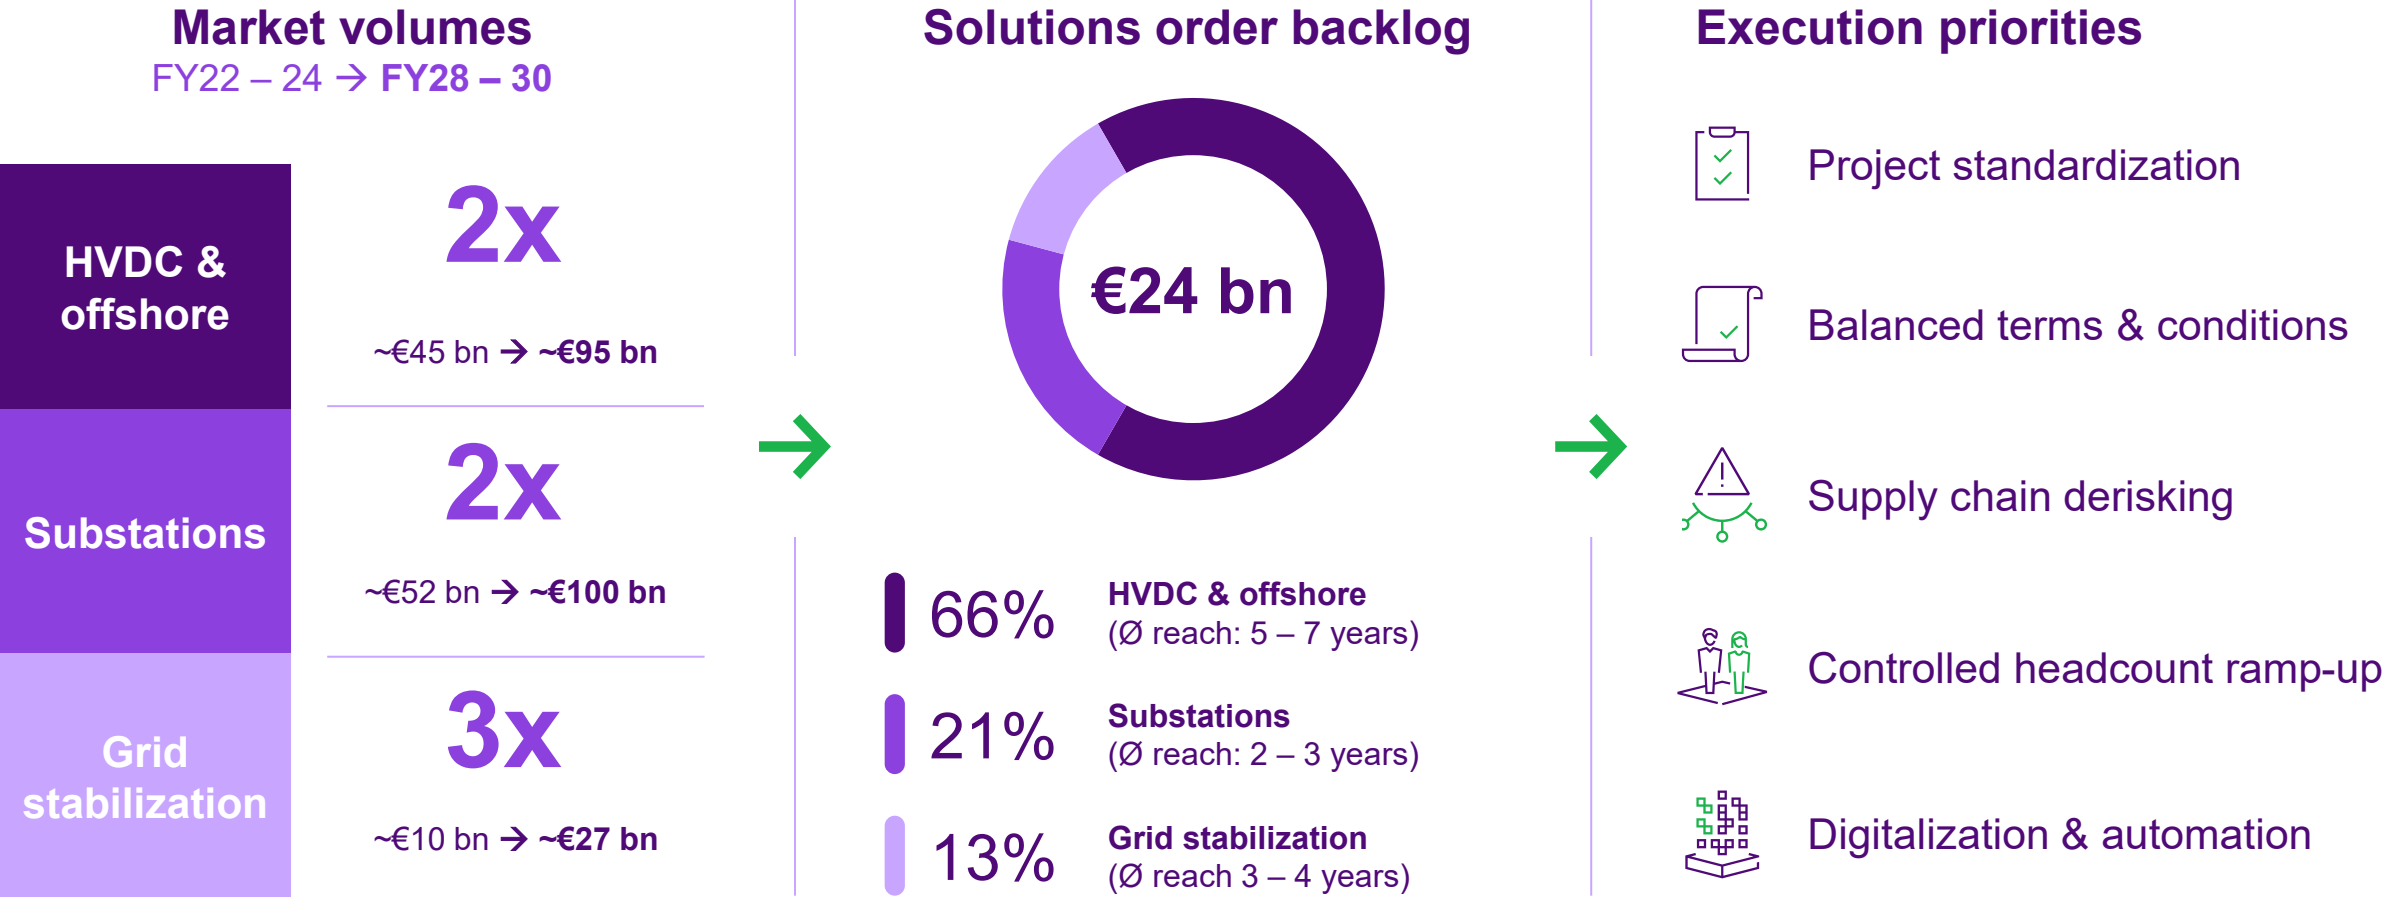 Market volumes
FY22 – 24 → FY28 – 30
HVDC &
offshore
2x
~€45 bn → ~€95 bn
Substations
2x
~€52 bn → ~€100 bn
Grid
stabilization
3x
~€10 bn → ~€27 bn
Solutions order backlog
€24 bn
66%
HVDC & offshore
(Ø reach: 5 – 7 years)
21%
Substations
(Ø reach: 2 – 3 years)
13%
Grid stabilization
(Ø reach 3 – 4 years)
Execution priorities
Project standardization
Balanced terms & conditions
Supply chain derisking
Controlled headcount ramp-up
Digitalization & automation